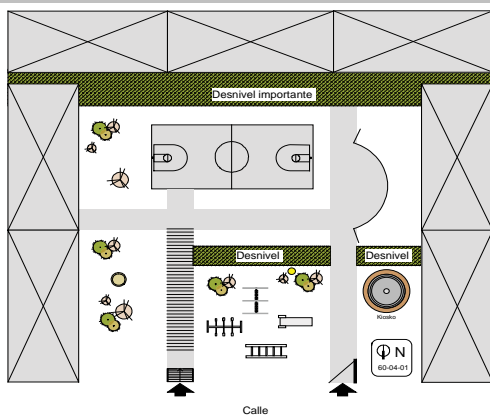 Desnivel importante
Desnivel
Desnivel
Kiosko
N
60-04-01
Calle